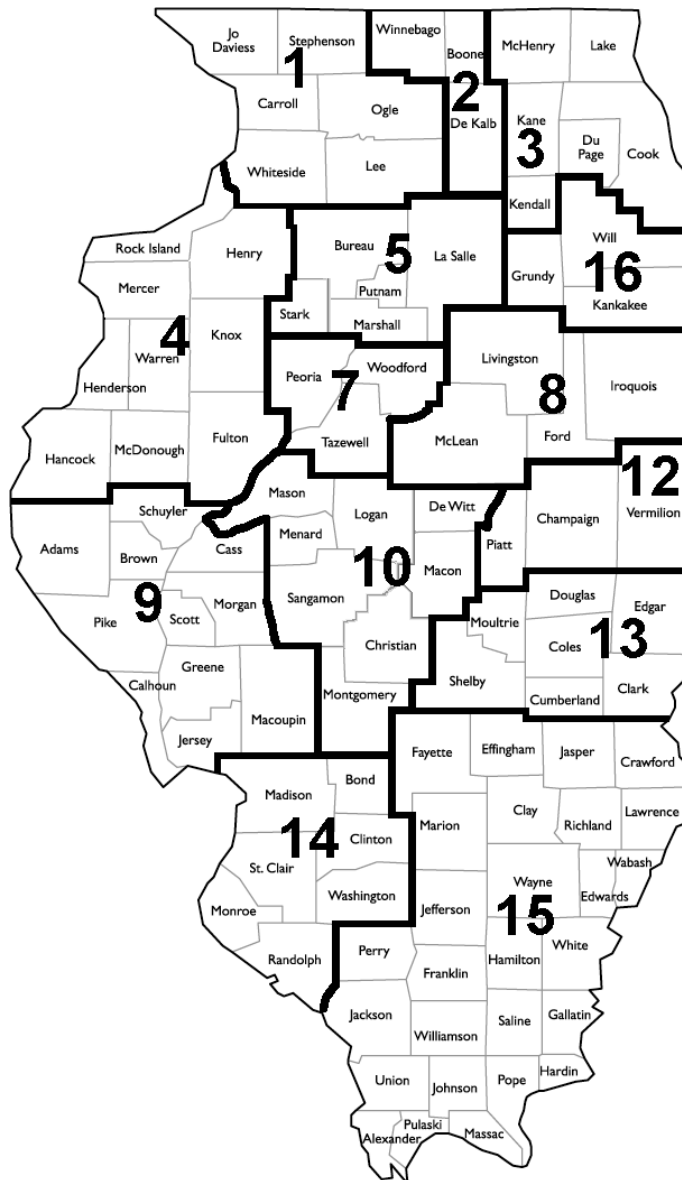 Jo
Daviess
Stephenson
Winnebago
Boone
McHenry
Lake
1
2
Carroll
Ogle
De Kalb
Kane
3
Du
Page
Cook
Whiteside
Lee
Kendall
Rock Island
Henry
Bureau
5
La Salle
Will
Grundy
16
Mercer
Putnam
Kankakee
Stark
Marshall
4
Warren
Knox
Henderson
Peoria
Woodford
7
Livingston
Iroquois
8
Hancock
McDonough
Fulton
Tazewell
McLean
Ford
12
Mason
Schuyler
Logan
De Witt
Champaign
Vermilion
Adams
Brown
Cass
Menard
Piatt
10
Macon
9
Pike
Scott
Morgan
Sangamon
Douglas
Edgar
Moultrie
13
Coles
Christian
Greene
Calhoun
Shelby
Clark
Montgomery
Cumberland
Macoupin
Jersey
Fayette
Effingham
Jasper
Crawford
Bond
Madison
14
Clay
Lawrence
Marion
Richland
Clinton
St. Clair
Wabash
Wayne
Edwards
Washington
15
Monroe
Jefferson
Randolph
Perry
Hamilton
White
Franklin
Jackson
Williamson
Saline
Gallatin
Union
Johnson
Pope
Hardin
Pulaski
Alexander
Massac